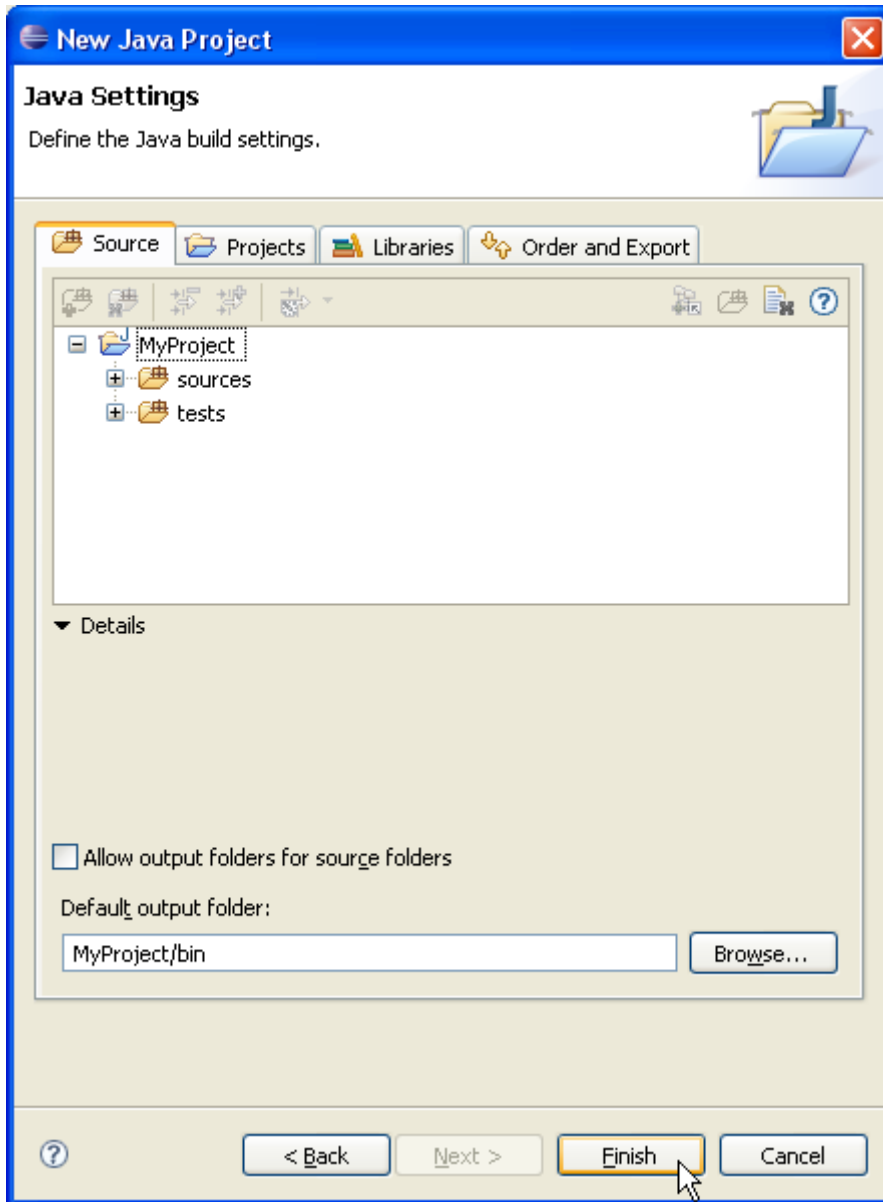 New Java Project
Java Settings
Define the Java build settings.
Source Projects Libraries Order and Export
MyProject
sources
tests
Details
Allow output folders for source folders
Default output folder:
MyProject/bin Browse...
< Back Next > Finish Cancel